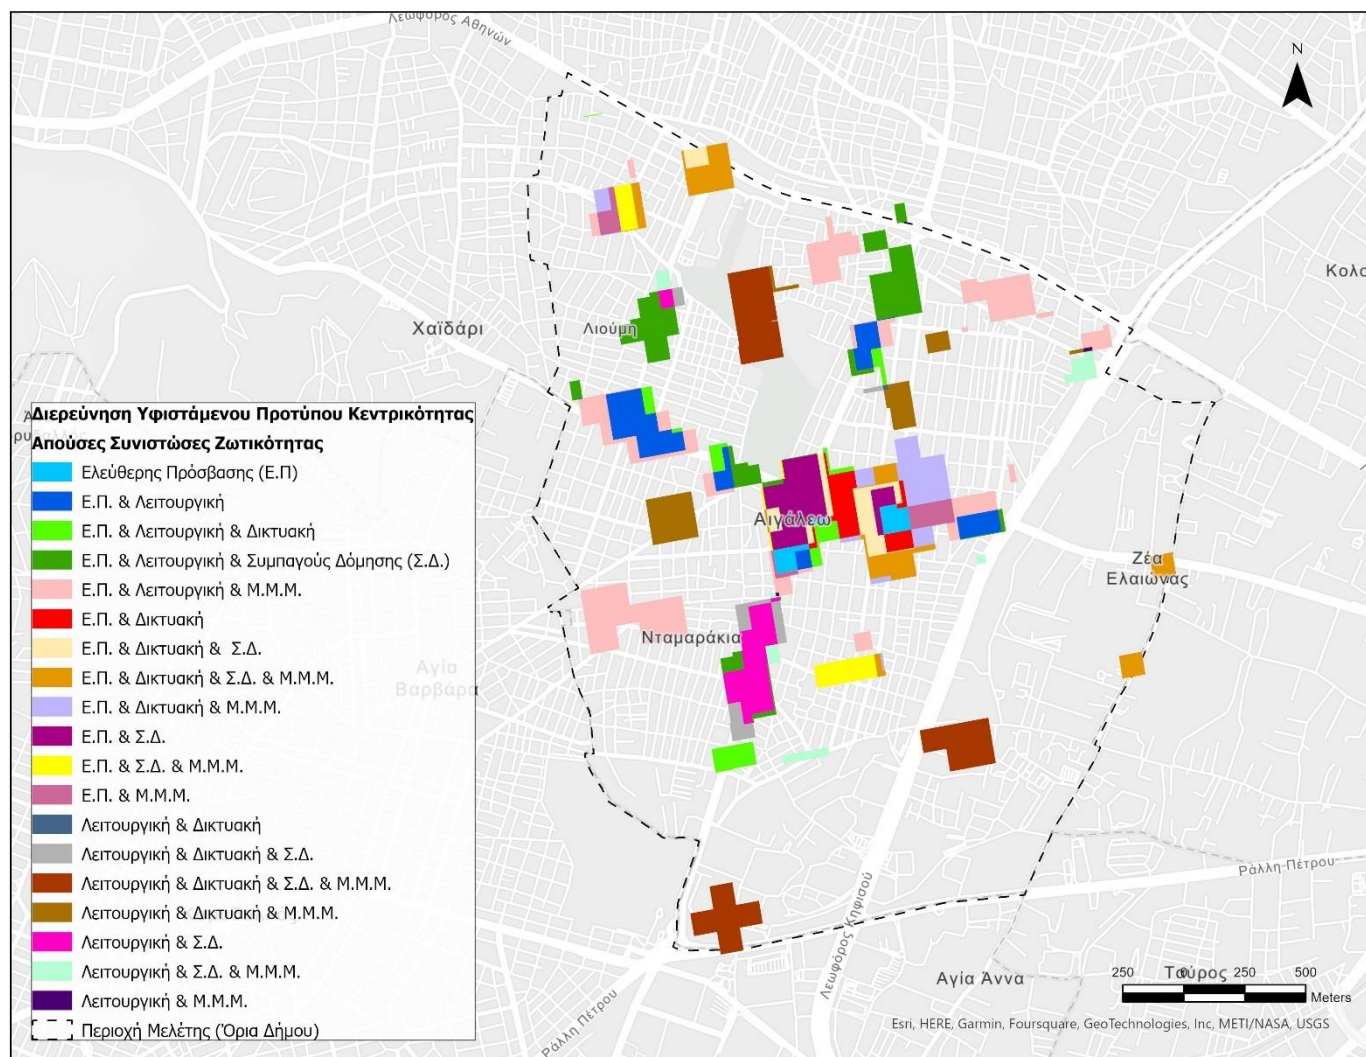 Λεωφόρος Αθηνών
N
Κολο
Χαϊδάρι
Λιούμη
Αιγάλεω
Ζέα
Ελαιώνας
Νταμαράκια
Αγία
Βαρβάρα
Διερεύνηση Υφιστάμενου Προτύπου Κεντρικότητας
Απούσες Συνιστώσες Ζωτικότητας
Ελεύθερης Πρόσβασης (Ε.Π)
Ε.Π. & Λειτουργική
Ε.Π. & Λειτουργική & Δικτυακή
Ε.Π. & Λειτουργική & Συμπαγούς Δόμησης (Σ.Δ.)
Ε.Π. & Λειτουργική & Μ.Μ.Μ.
Ε.Π. & Δικτυακή
Ε.Π. & Δικτυακή & Σ.Δ.
Ε.Π. & Δικτυακή & Σ.Δ. & Μ.Μ.Μ.
Ε.Π. & Δικτυακή & Μ.Μ.Μ.
Ε.Π. & Σ.Δ.
Ε.Π. & Σ.Δ. & Μ.Μ.Μ.
Ε.Π. & Μ.Μ.Μ.
Λειτουργική & Δικτυακή
Λειτουργική & Δικτυακή & Σ.Δ.
Λειτουργική & Δικτυακή & Σ.Δ. & Μ.Μ.Μ.
Λειτουργική & Δικτυακή & Μ.Μ.Μ.
Λειτουργική & Σ.Δ.
Λειτουργική & Σ.Δ. & Μ.Μ.Μ.
Λειτουργική & Μ.Μ.Μ.
Περιοχή Μελέτης (Όρια Δήμου)
Ράλλη Πέτρου
Λεωφόρος Κηφισού
Ράλλη Πέτρου
Αγία Άννα
Ταύρος
250 0 250 500
Meters
Esri, HERE, Garmin, Foursquare, GeoTechnologies, Inc, METI/NASA, USGS